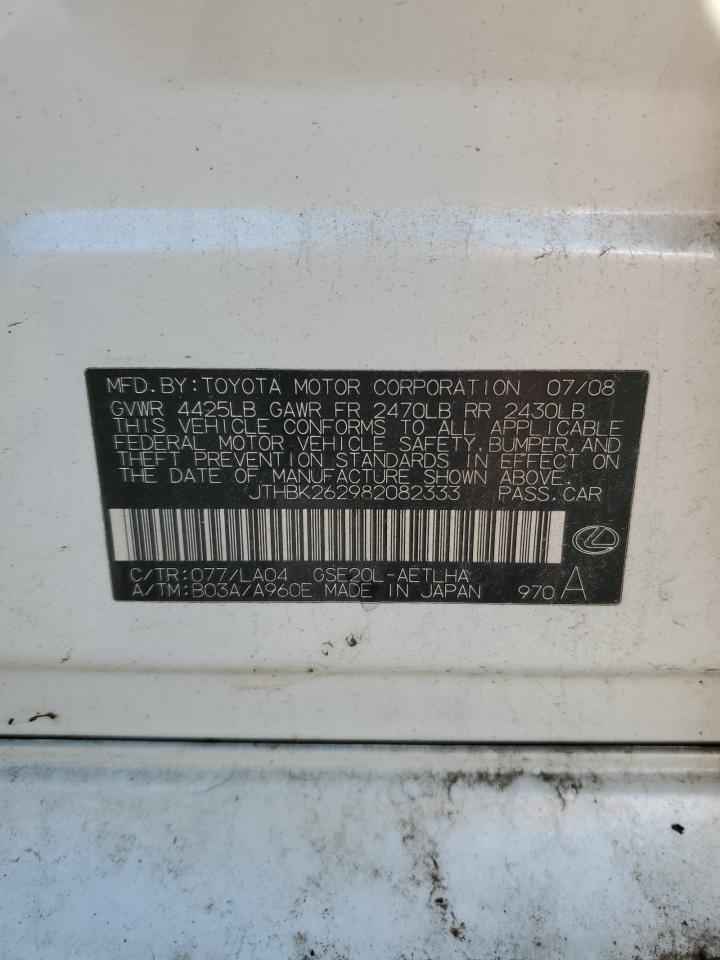 MFD.BY:TOYOTA MOTOR CORPORATION 07/08
GVWR 4425LB GAWR FR 2470LB RR 2430LB
THIS VEHICLE CONFORMS TO ALL APPLICABLE
FEDERAL MOTOR VEHICLE SAFETY,BUMPER,AND
THEFT PREVENTION STANDARDS IN EFFECT ON
THE DATE OF MANUFACTURE SHOWN ABOVE.
JTHBK262982082333 PASS.CAR
C/TR:077/LA04 GSE20L-AETLHA
A/TM:B03A/A960E MADE IN JAPAN 970 A